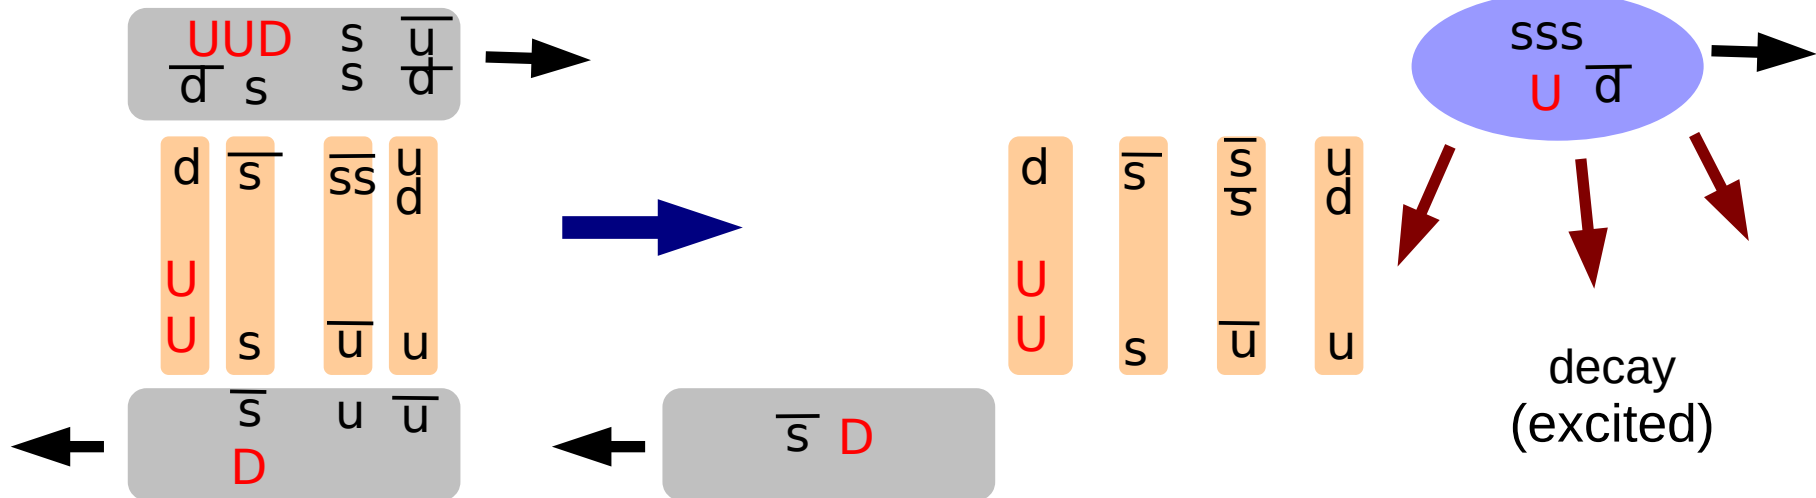 UUD s u̅ sss
d̅ s s d̅ U d̅
d s̅ s̅s̅ u d s̅ s̅ u
d s̅ d
U U
U s u̅ u U s u̅ u
decay
s̅ u u̅ s̅ D (excited)
D